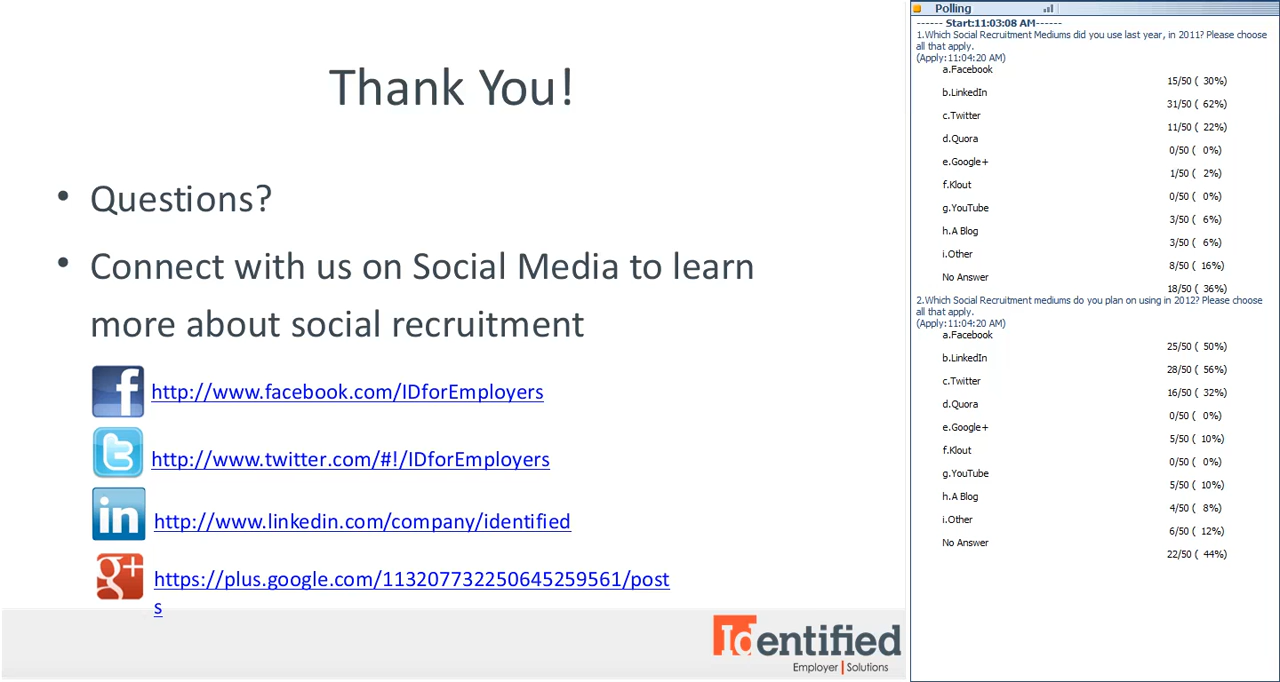 Thank You!
• Questions?
• Connect with us on Social Media to learn
more about social recruitment
http://www.facebook.com/IDforEmployers
http://www.twitter.com/#!/IDforEmployers
http://www.linkedin.com/company/identified
https://plus.google.com/113207732250645259561/post
s
Identified
Employer | Solutions
Polling
------ Start:11:03:08 AM------
1.Which Social Recruitment Mediums did you use last year, in 2011? Please choose
all that apply.
(Apply:11:04:20 AM)
a.Facebook
15/50 ( 30%)
b.LinkedIn
31/50 ( 62%)
c.Twitter
11/50 ( 22%)
d.Quora
0/50 ( 0%)
e.Google+
1/50 ( 2%)
f.Klout
0/50 ( 0%)
g.YouTube
3/50 ( 6%)
h.A Blog
3/50 ( 6%)
i.Other
8/50 ( 16%)
No Answer
18/50 ( 36%)
2.Which Social Recruitment mediums do you plan on using in 2012? Please choose
all that apply.
(Apply:11:04:20 AM)
a.Facebook
25/50 ( 50%)
b.LinkedIn
28/50 ( 56%)
c.Twitter
16/50 ( 32%)
d.Quora
0/50 ( 0%)
e.Google+
5/50 ( 10%)
f.Klout
0/50 ( 0%)
g.YouTube
5/50 ( 10%)
h.A Blog
4/50 ( 8%)
i.Other
6/50 ( 12%)
No Answer
22/50 ( 44%)